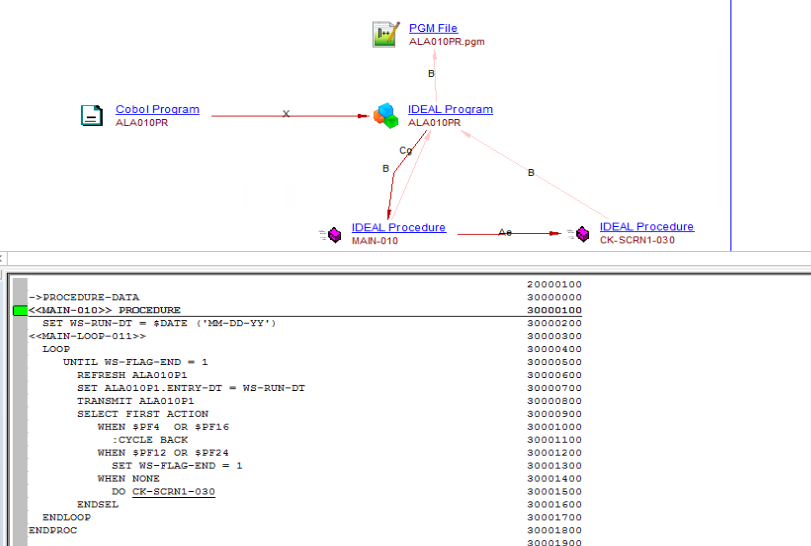 PGM File
ALA010PR.pgm
B
Cobol Program
ALA010PR
X
IDEAL Program
ALA010PR
Cg
B
B
IDEAL Procedure
MAIN-010
Ae
IDEAL Procedure
CK-SCRN1-030
20000100
->PROCEDURE-DATA 30000000
<<MAIN-010>> PROCEDURE 30000100
SET WS-RUN-DT = $DATE ('MM-DD-YY') 30000200
<<MAIN-LOOP-011>> 30000300
LOOP 30000400
UNTIL WS-FLAG-END = 1 30000500
REFRESH ALA010P1 30000600
SET ALA010P1.ENTRY-DT = WS-RUN-DT 30000700
TRANSMIT ALA010P1 30000800
SELECT FIRST ACTION 30000900
WHEN $PF4 OR $PF16 30001000
:CYCLE BACK 30001100
WHEN $PF12 OR $PF24 30001200
SET WS-FLAG-END = 1 30001300
WHEN NONE 30001400
DO CK-SCRN1-030 30001500
ENDSEL 30001600
ENDLOOP 30001700
ENDPROC 30001800
30001900